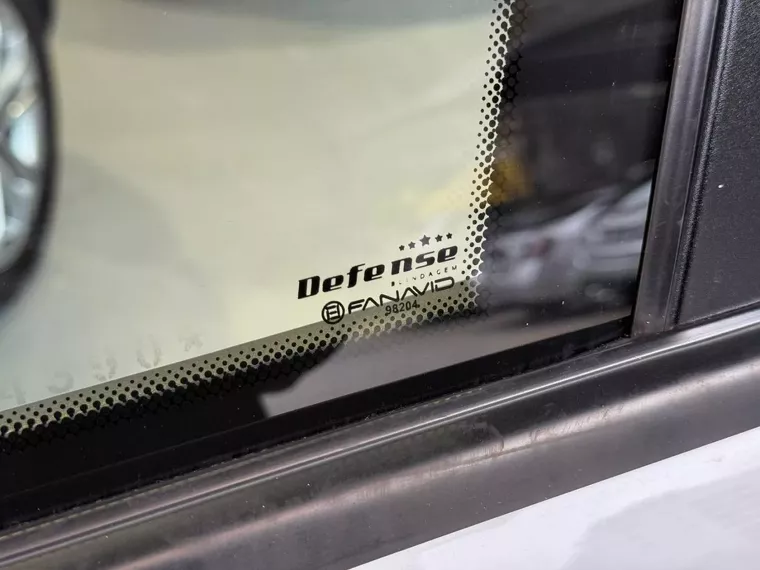 Defense
BLINDAGEM
FANAVID
98204